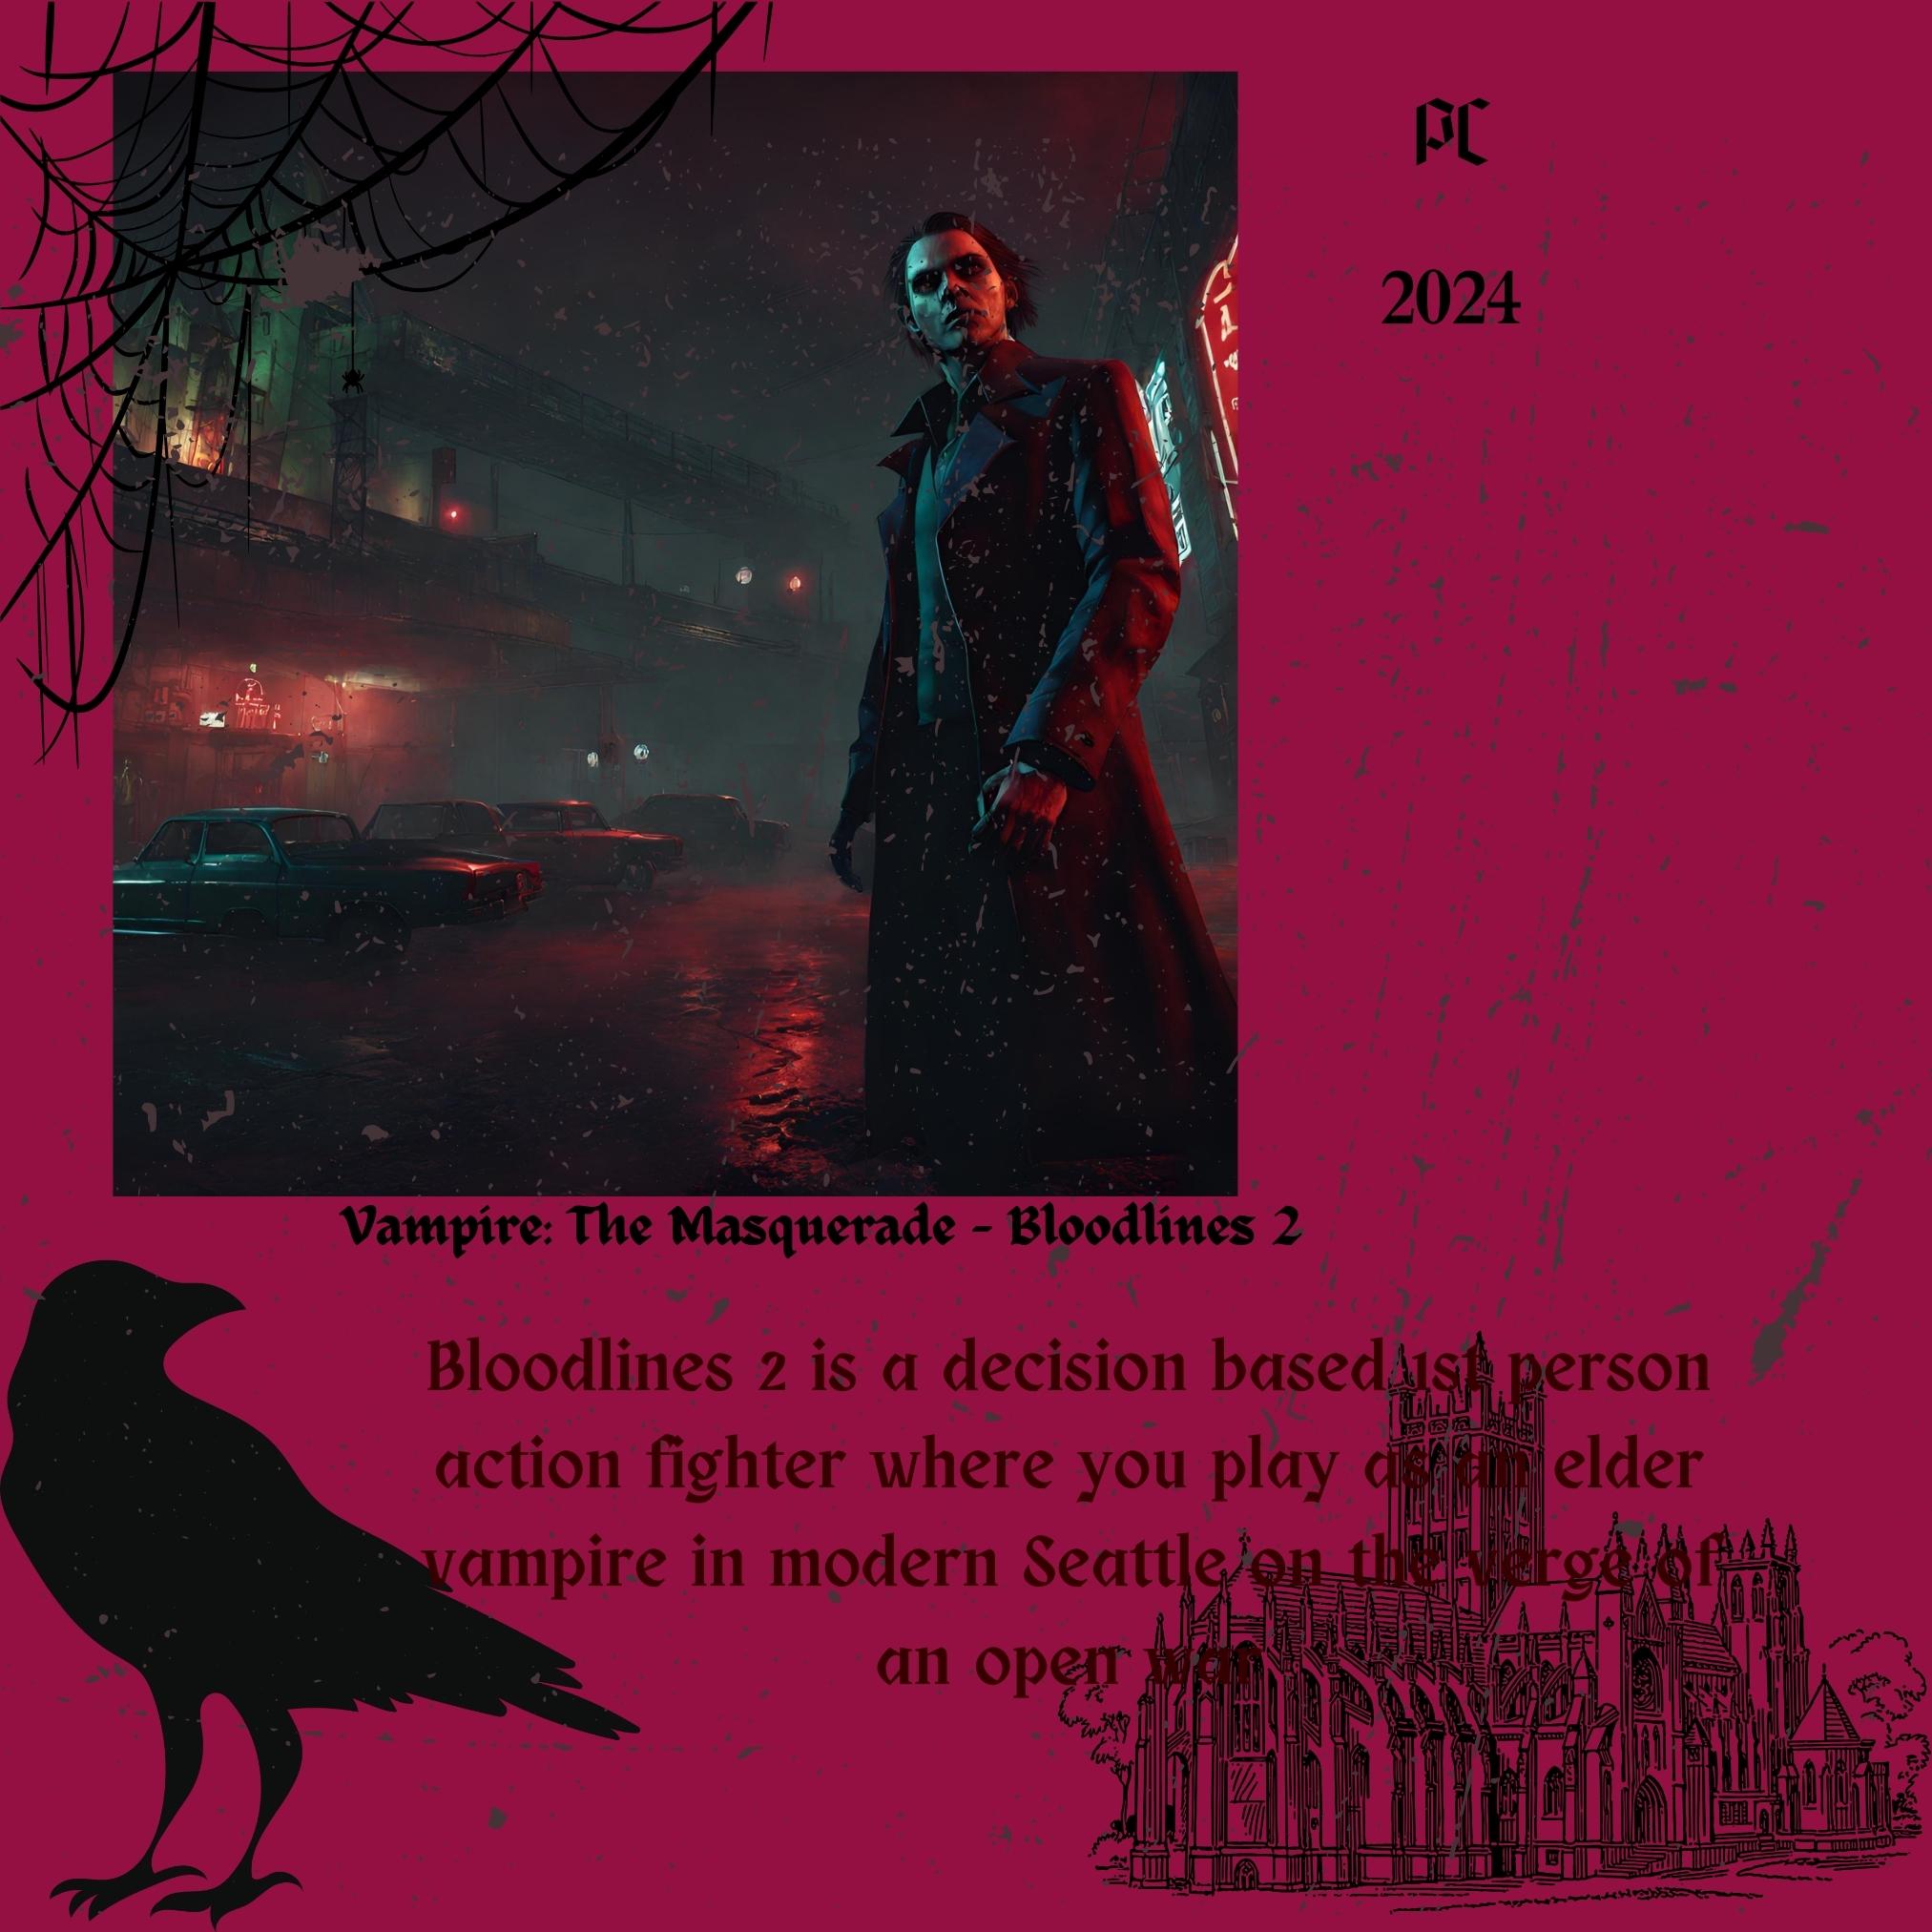 PC
2024
Vampire: The Masquerade - Bloodlines 2
Bloodlines 2 is a decision based 1st person
action fighter where you play as an elder
vampire in modern Seattle on the verge of
an open war